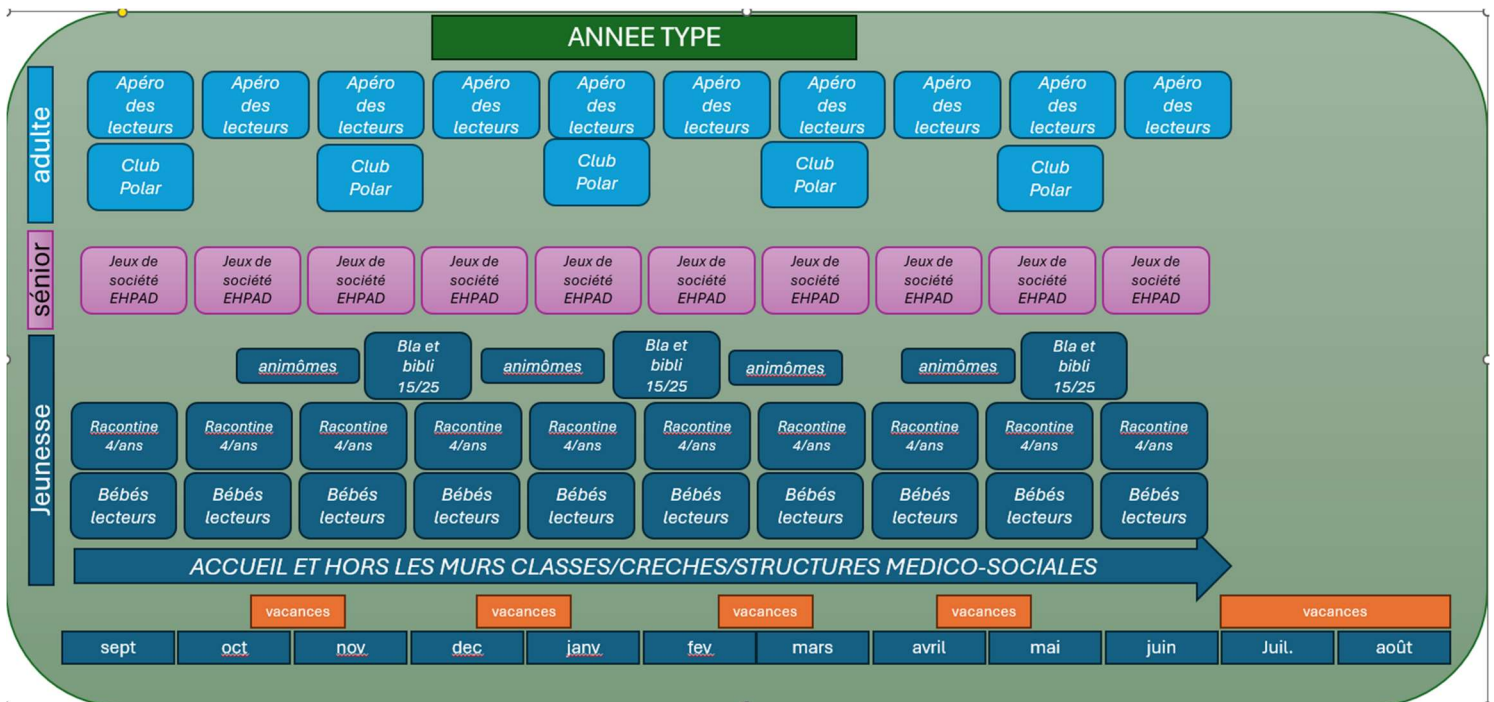 ANNEE TYPE
adulte
Apéro des lecteurs
Apéro des lecteurs
Apéro des lecteurs
Apéro des lecteurs
Apéro des lecteurs
Apéro des lecteurs
Apéro des lecteurs
Apéro des lecteurs
Apéro des lecteurs
Apéro des lecteurs
Club Polar
Club Polar
Club Polar
Club Polar
Club Polar
sénior
Jeux de société EHPAD
Jeux de société EHPAD
Jeux de société EHPAD
Jeux de société EHPAD
Jeux de société EHPAD
Jeux de société EHPAD
Jeux de société EHPAD
Jeux de société EHPAD
Jeux de société EHPAD
Jeux de société EHPAD
Jeunesse
animômes
Bla et bibli 15/25
animômes
Bla et bibli 15/25
animômes
animômes
Bla et bibli 15/25
Racontine 4/ans
Racontine 4/ans
Racontine 4/ans
Racontine 4/ans
Racontine 4/ans
Racontine 4/ans
Racontine 4/ans
Racontine 4/ans
Racontine 4/ans
Racontine 4/ans
Bébés lecteurs
Bébés lecteurs
Bébés lecteurs
Bébés lecteurs
Bébés lecteurs
Bébés lecteurs
Bébés lecteurs
Bébés lecteurs
Bébés lecteurs
Bébés lecteurs
ACCUEIL ET HORS LES MURS CLASSES/CRECHES/STRUCTURES MEDICO-SOCIALES
vacances
vacances
vacances
vacances
vacances
sept
oct
nov
dec
janv
fev
mars
avril
mai
juin
Juil.
août